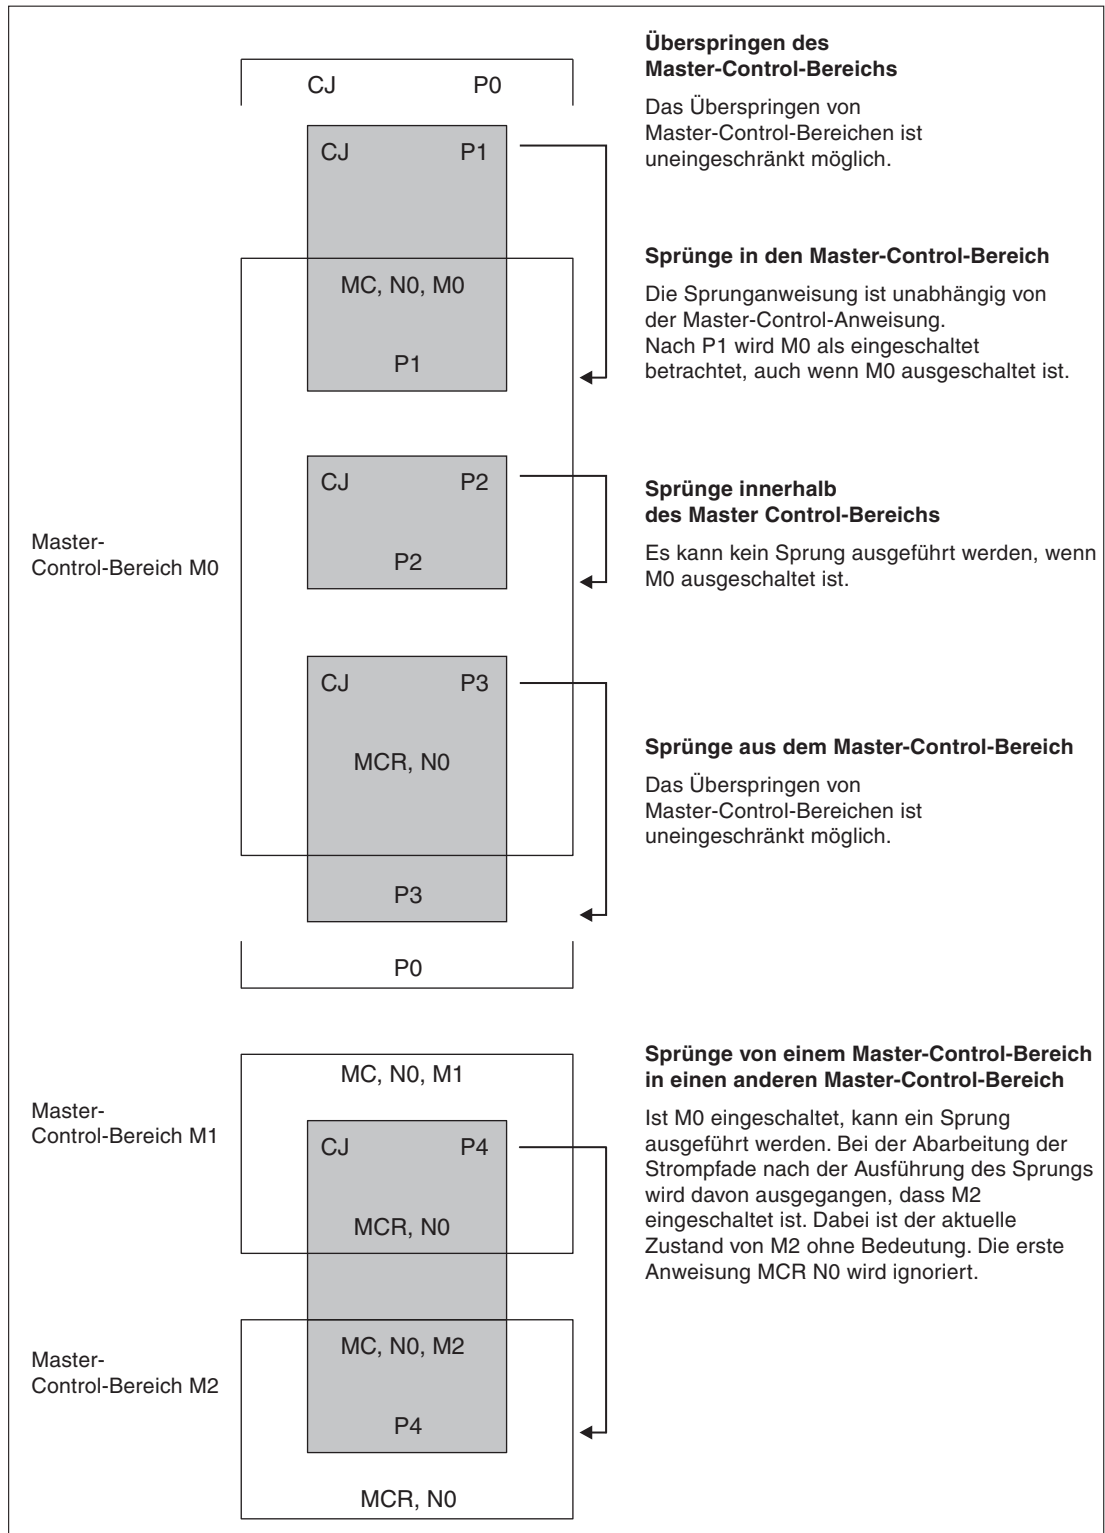 Überspringen des
Master-Control-Bereichs
CJ P0
Das Überspringen von
Master-Control-Bereichen ist
uneingeschränkt möglich.
CJ P1
Sprünge in den Master-Control-Bereich
MC, N0, M0
Die Sprunganweisung ist unabhängig von
der Master-Control-Anweisung.
Nach P1 wird M0 als eingeschaltet
betrachtet, auch wenn M0 ausgeschaltet ist.
P1
CJ P2
Sprünge innerhalb
des Master Control-Bereichs
Master-
Control-Bereich M0
Es kann kein Sprung ausgeführt werden, wenn
M0 ausgeschaltet ist.
P2
CJ P3
Sprünge aus dem Master-Control-Bereich
MCR, N0
Das Überspringen von
Master-Control-Bereichen ist
uneingeschränkt möglich.
P3
P0
Sprünge von einem Master-Control-Bereich
in einen anderen Master-Control-Bereich
MC, N0, M1
Master-
Control-Bereich M1
CJ P4
Ist M0 eingeschaltet, kann ein Sprung
ausgeführt werden. Bei der Abarbeitung der
Strompfade nach der Ausführung des Sprungs
wird davon ausgegangen, dass M2
eingeschaltet ist. Dabei ist der aktuelle
Zustand von M2 ohne Bedeutung. Die erste
Anweisung MCR N0 wird ignoriert.
MCR, N0
MC, N0, M2
Master-
Control-Bereich M2
P4
MCR, N0